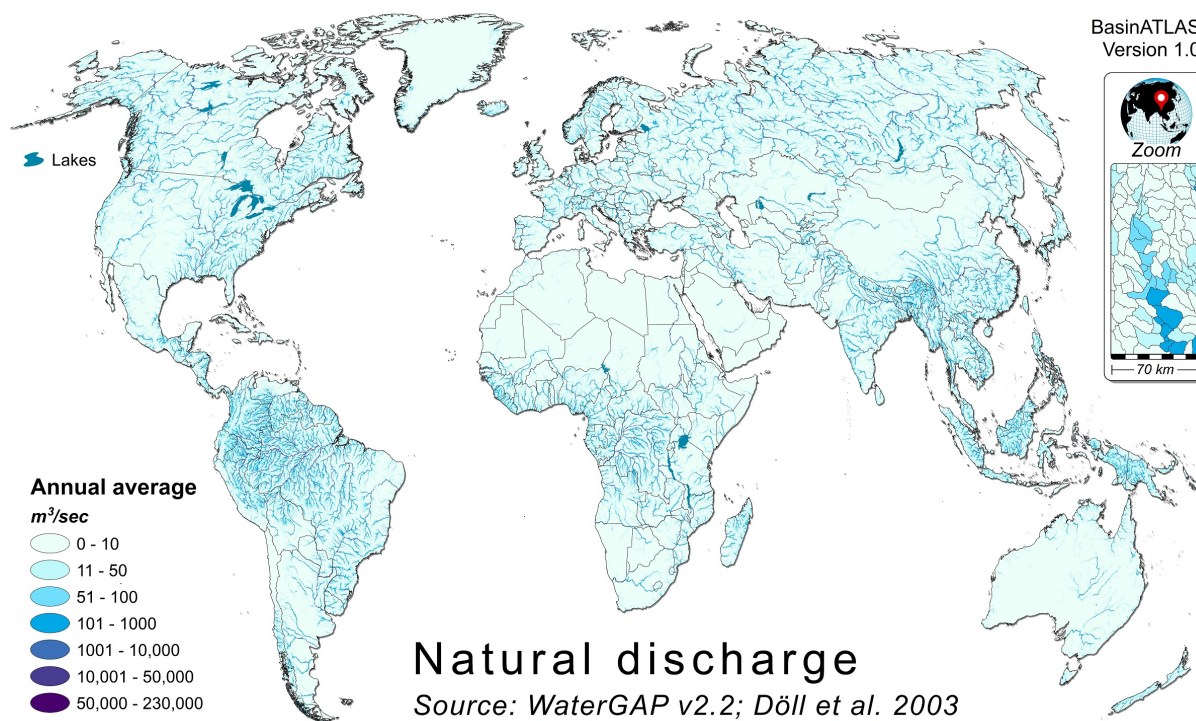 BasinATLAS
Version 1.0
Zoom
70 km
Lakes
Annual average
m³/sec
0 - 10
11 - 50
51 - 100
101 - 1000
1001 - 10,000
10,001 - 50,000
50,000 - 230,000
Natural discharge
Source: WaterGAP v2.2; Döll et al. 2003